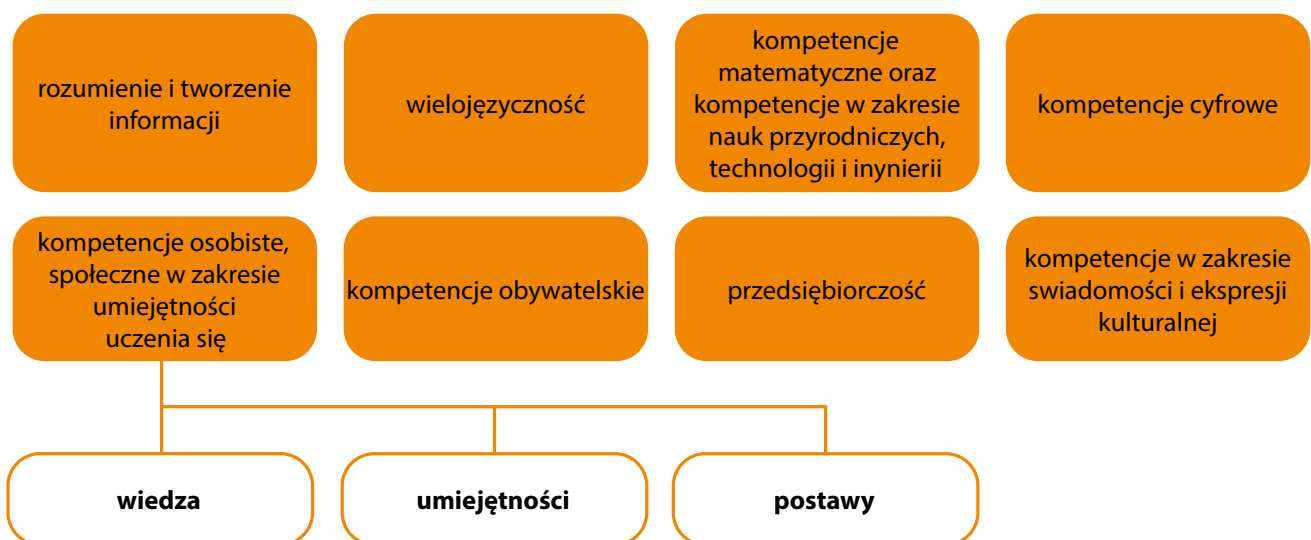 rozumienie i tworzenie
informacji
wielojęzyczność
kompetencje
matematyczne oraz
kompetencje w zakresie
nauk przyrodniczych,
technologii i inynierii
kompetencje cyfrowe
kompetencje osobiste,
społeczne w zakresie
umiejętności
uczenia się
kompetencje obywatelskie
przedsiębiorczość
kompetencje w zakresie
swiadomości i ekspresji
kulturalnej
wiedza
umiejętności
postawy